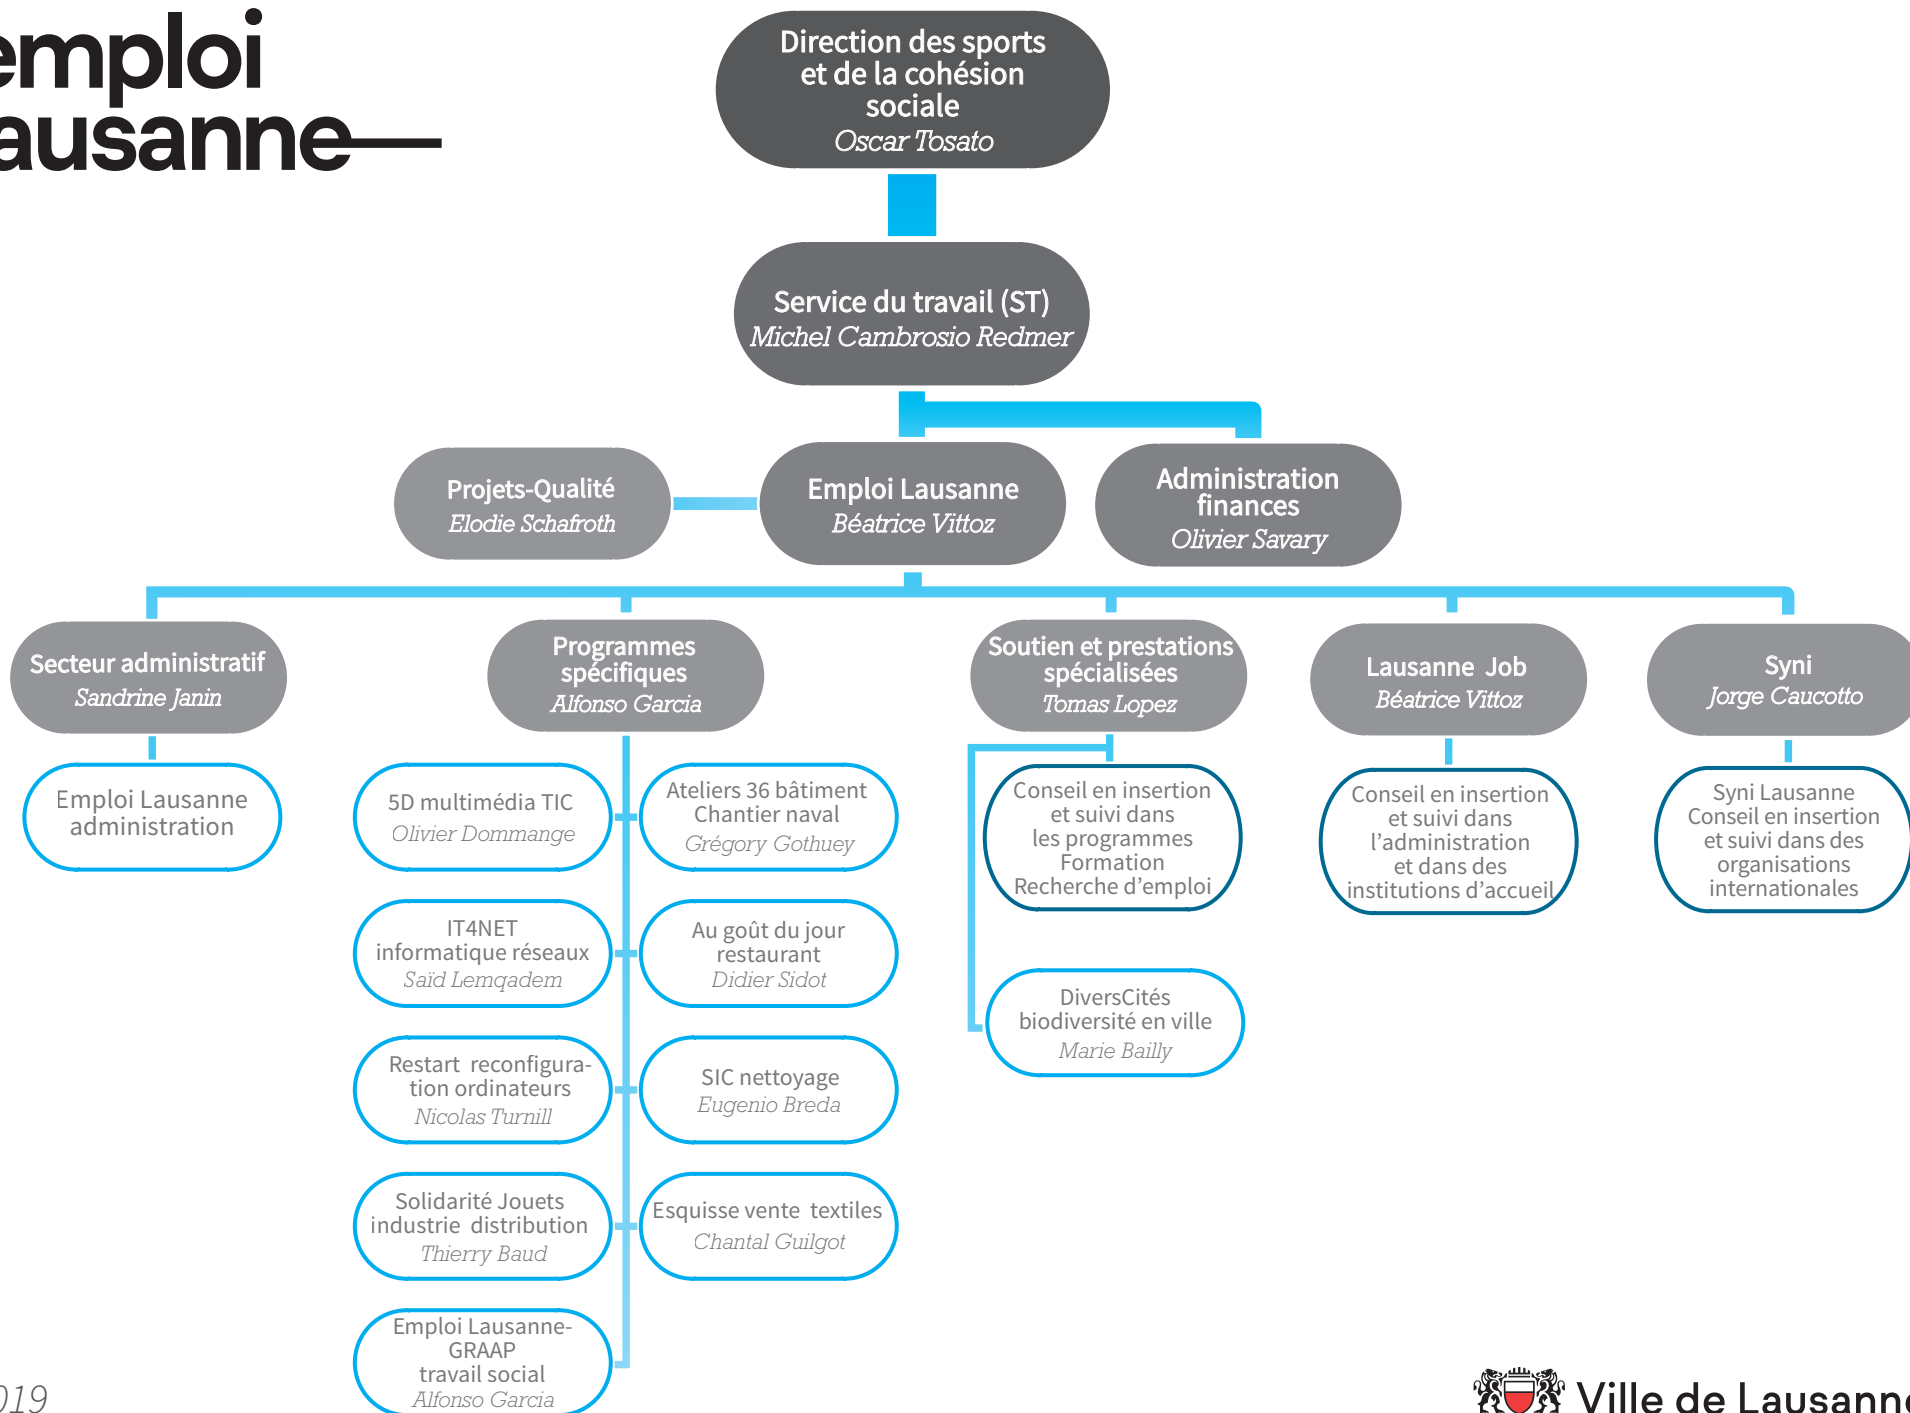 emploi
ausanne
Direction des sports
et de la cohésion
sociale
Oscar Tosato
Service du travail (ST)
Michel Cambrosio Redmer
Projets-Qualité
Elodie Schafroth
Emploi Lausanne
Béatrice Vittoz
Administration
finances
Olivier Savary
Secteur administratif
Sandrine Janin
Programmes
spécifiques
Alfonso Garcia
Soutien et prestations
spécialisées
Tomas Lopez
Lausanne Job
Béatrice Vittoz
Syni
Jorge Caucotto
Emploi Lausanne
administration
5D multimédia TIC
Olivier Dommange
Ateliers 36 bâtiment
Chantier naval
Grégory Gothuey
IT4NET
informatique réseaux
Saïd Lemqadem
Au goût du jour
restaurant
Didier Sidot
Restart reconfigura-
tion ordinateurs
Nicolas Turnill
SIC nettoyage
Eugenio Breda
Solidarité Jouets
industrie distribution
Thierry Baud
Esquisse vente textiles
Chantal Guilgot
Emploi Lausanne-
GRAAP
travail social
Alfonso Garcia
Conseil en insertion
et suivi dans
les programmes
Formation
Recherche d'emploi
DiversCités
biodiversité en ville
Marie Bailly
Conseil en insertion
et suivi dans
l'administration
et dans des
institutions d'accueil
Syni Lausanne
Conseil en insertion
et suivi dans des
organisations
internationales
019
Ville de Lausanne